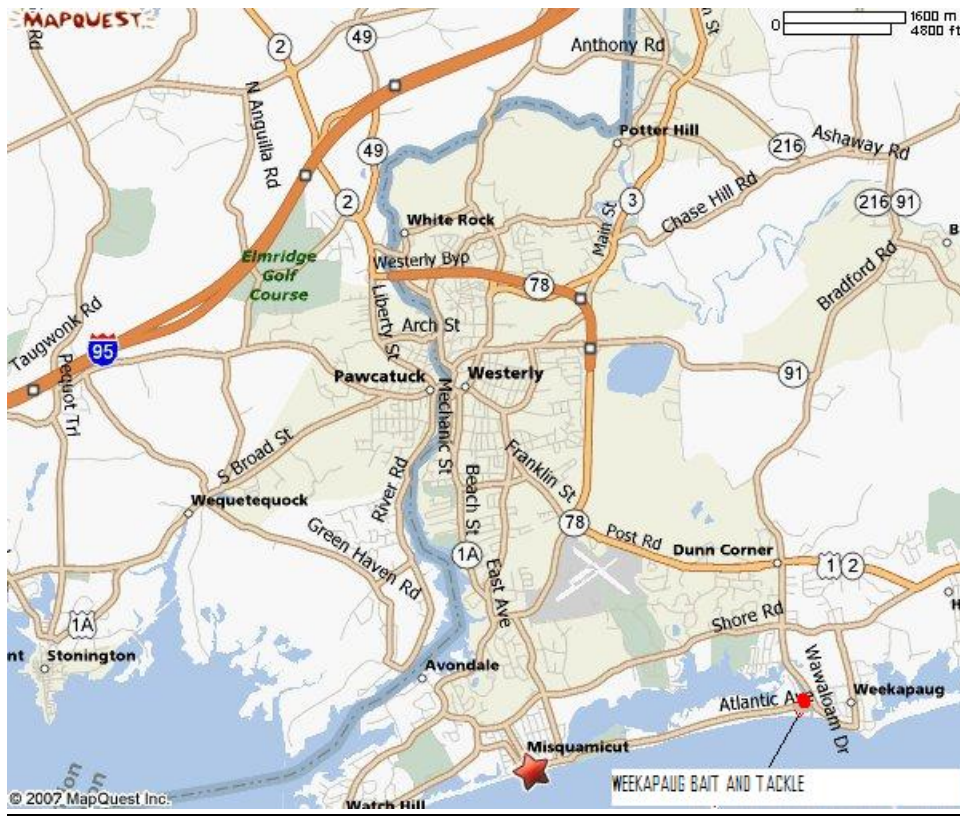 MAPQUEST
0
1600 m
4800 ft
Rd
2
49
Anthony Rd
n St
N Anguilla Rd
49
Potter Hill
216
Ashaway Rd
2
3
Chase Hill Rd
216
91
White Rock
Main St
B
Elmridge
Golf
Course
Westerly Byp
78
Bradford Rd
Taugwonk Rd
Liberty St
Arch St
95
Pequot Trl
Pawcatuck
Westerly
91
Mechanic St
S Broad St
Franklin St
River Rd
Beach St
Wequetequock
78
Post Rd
Green Haven Rd
Dunn Corner
1A
1
2
East Ave
H
1A
Shore Rd
nt
Stonington
Avondale
Wawaloam Dr
Atlantic Av
Weekapaug
Misquamicut
WEEKAPAUG BAIT AND TACKLE
Watch Hill
© 2007 MapQuest Inc.